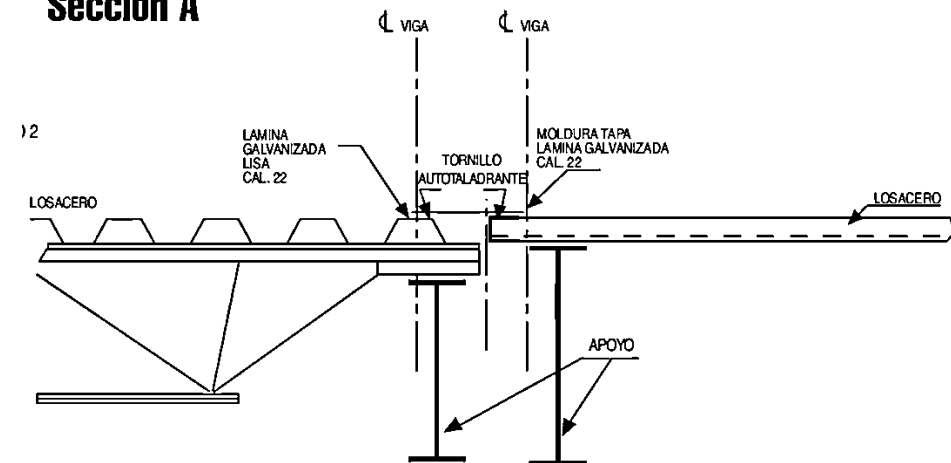 Sección A
℄ VIGA
℄ VIGA
) 2
LAMINA
GALVANIZADA
LISA
CAL. 22
TORNILLO
AUTOTALADRANTE
MOLDURA TAPA
LAMINA GALVANIZADA
CAL. 22
LOSACERO
LOSACERO
APOYO